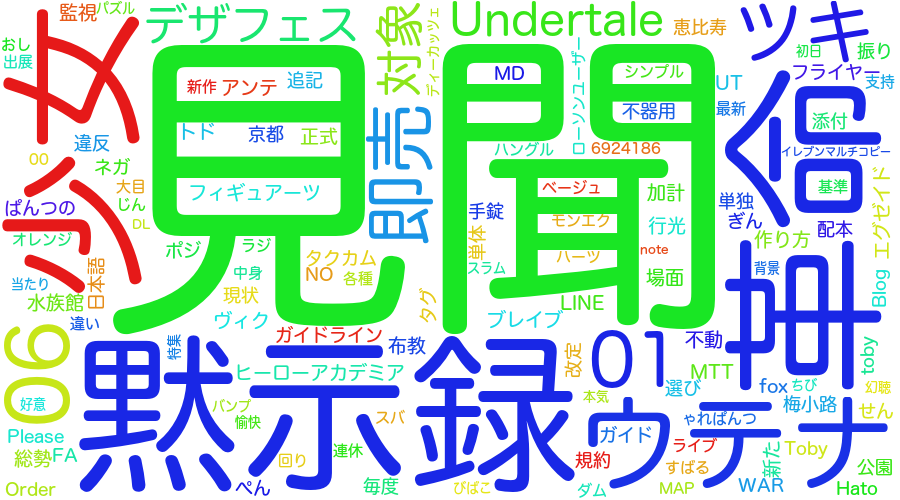 監視
パズル
デザフェス
対象
ディーカッツェ
Undertale
恵比寿
ツキ
初日
振り
おし
出展
少女
違反
ネガ
00
大目
じん
ぱんつの
オレンジ
DL
当たり
水族館
日本語
違い
見聞
新作
アンテ
追記
トド
京都
正式
フィギュアーツ
ポジ
ラジ
中身
タクカム
NO
各種
現状
ヴィク
タグ
即売
MD
シンプル
ローソンユーザー
不器用
ハングル
6924186
手錠
ベージュ
加計
モンエク
行光
単体
ハーツ
note
スラム
場面
LINE
ブレイブ
UT
フライヤー
支持
最新
添付
イレブンマルチコピー
命
基準
単独
ぎん
配本
エグゼイド
作り方
背景
Blog
革
06
好意
Please
総勢
FA
Order
黙示録
特集
ガイドライン
布教
ヒーローアカデミア
バンプ
愉快
スパ
回り
連休
ぺん
毎度
びばこ
改定
01
本気
不動
MTT
選び
fox
ちび
toby
幻聴
梅小路
せん
ウテナ
ガイド
ゃれぱんつ
規約
ライブ
すばる
新た
Toby
ダム
MAP
WAR
公園
Hato